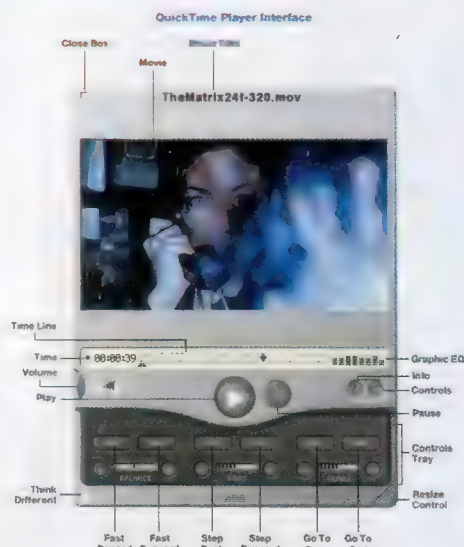 QuickTime Player Interface
Close Box
Movie
TheMatrix24f-320.mov
Time Line
Time
00:00:39
Graphic EQ
Volume
Info
Play
Controls
Pause
Controls
Tray
BALANCE
Think
Different
Resize
Control
Fast Fast Step Step Go To Go To